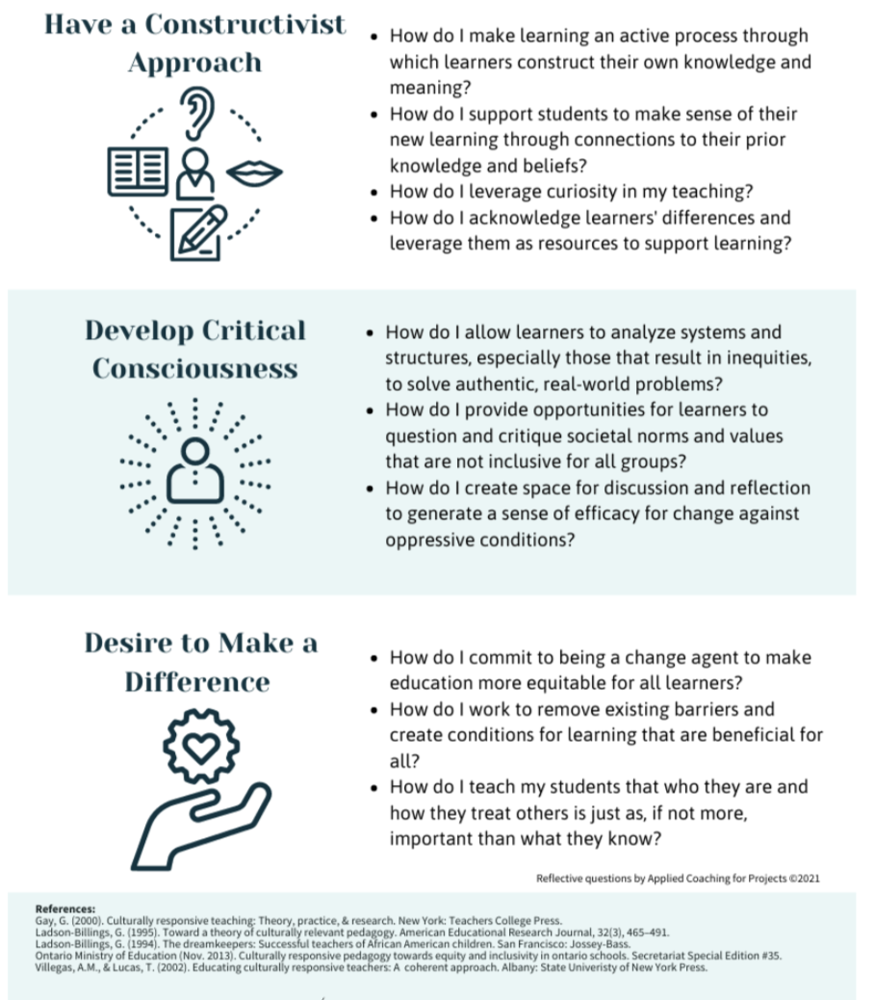 Have a Constructivist
Approach
• How do I make learning an active process through
which learners construct their own knowledge and
meaning?
• How do I support students to make sense of their
new learning through connections to their prior
knowledge and beliefs?
• How do I leverage curiosity in my teaching?
• How do I acknowledge learners' differences and
leverage them as resources to support learning?
Develop Critical
Consciousness
• How do I allow learners to analyze systems and
structures, especially those that result in inequities,
to solve authentic, real-world problems?
• How do I provide opportunities for learners to
question and critique societal norms and values
that are not inclusive for all groups?
• How do I create space for discussion and reflection
to generate a sense of efficacy for change against
oppressive conditions?
Desire to Make a
Difference
• How do I commit to being a change agent to make
education more equitable for all learners?
• How do I work to remove existing barriers and
create conditions for learning that are beneficial for
all?
• How do I teach my students that who they are and
how they treat others is just as, if not more,
important than what they know?
Reflective questions by Applied Coaching for Projects ©2021
References:
Gay, G. (2000). Culturally responsive teaching: Theory, practice, & research. New York: Teachers College Press.
Ladson-Billings, G. (1995). Toward a theory of culturally relevant pedagogy. American Educational Research Journal, 32(3), 465–491.
Ladson-Billings, G. (1994). The dreamkeepers: Successful teachers of African American children. San Francisco: Jossey-Bass.
Ontario Ministry of Education (Nov. 2013). Culturally responsive pedagogy towards equity and inclusivity in ontario schools. Secretariat Special Edition #35.
Villegas, A.M., & Lucas, T. (2002). Educating culturally responsive teachers: A coherent approach. Albany: State Univeristy of New York Press.